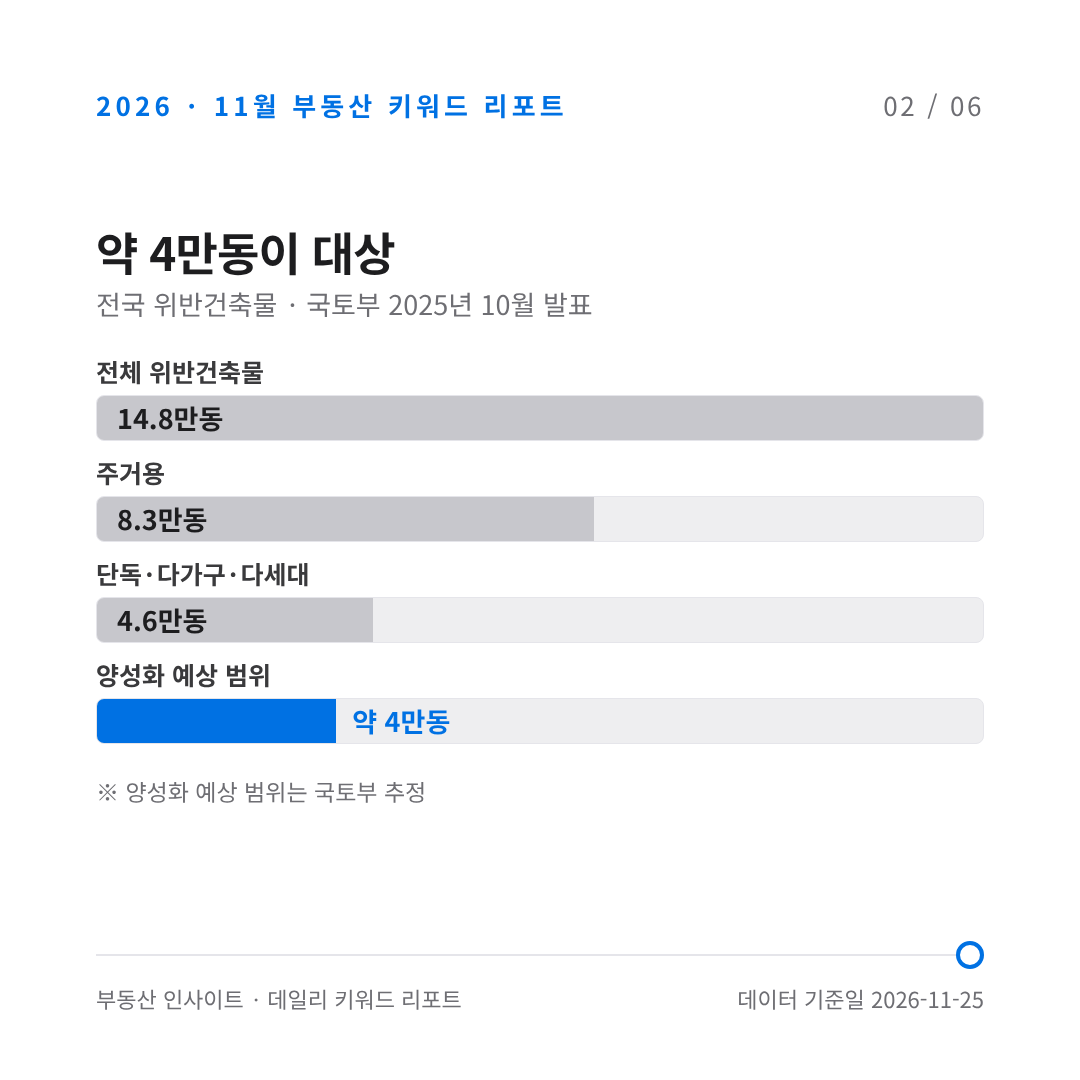 2026 · 11월 부동산 키워드 리포트
02 / 06
약 4만동이 대상
전국 위반건축물 · 국토부 2025년 10월 발표
전체 위반건축물
14.8만동
주거용
8.3만동
단독·다가구·다세대
4.6만동
양성화 예상 범위
약 4만동
※ 양성화 예상 범위는 국토부 추정
부동산 인사이트 · 데일리 키워드 리포트
데이터 기준일 2026-11-25